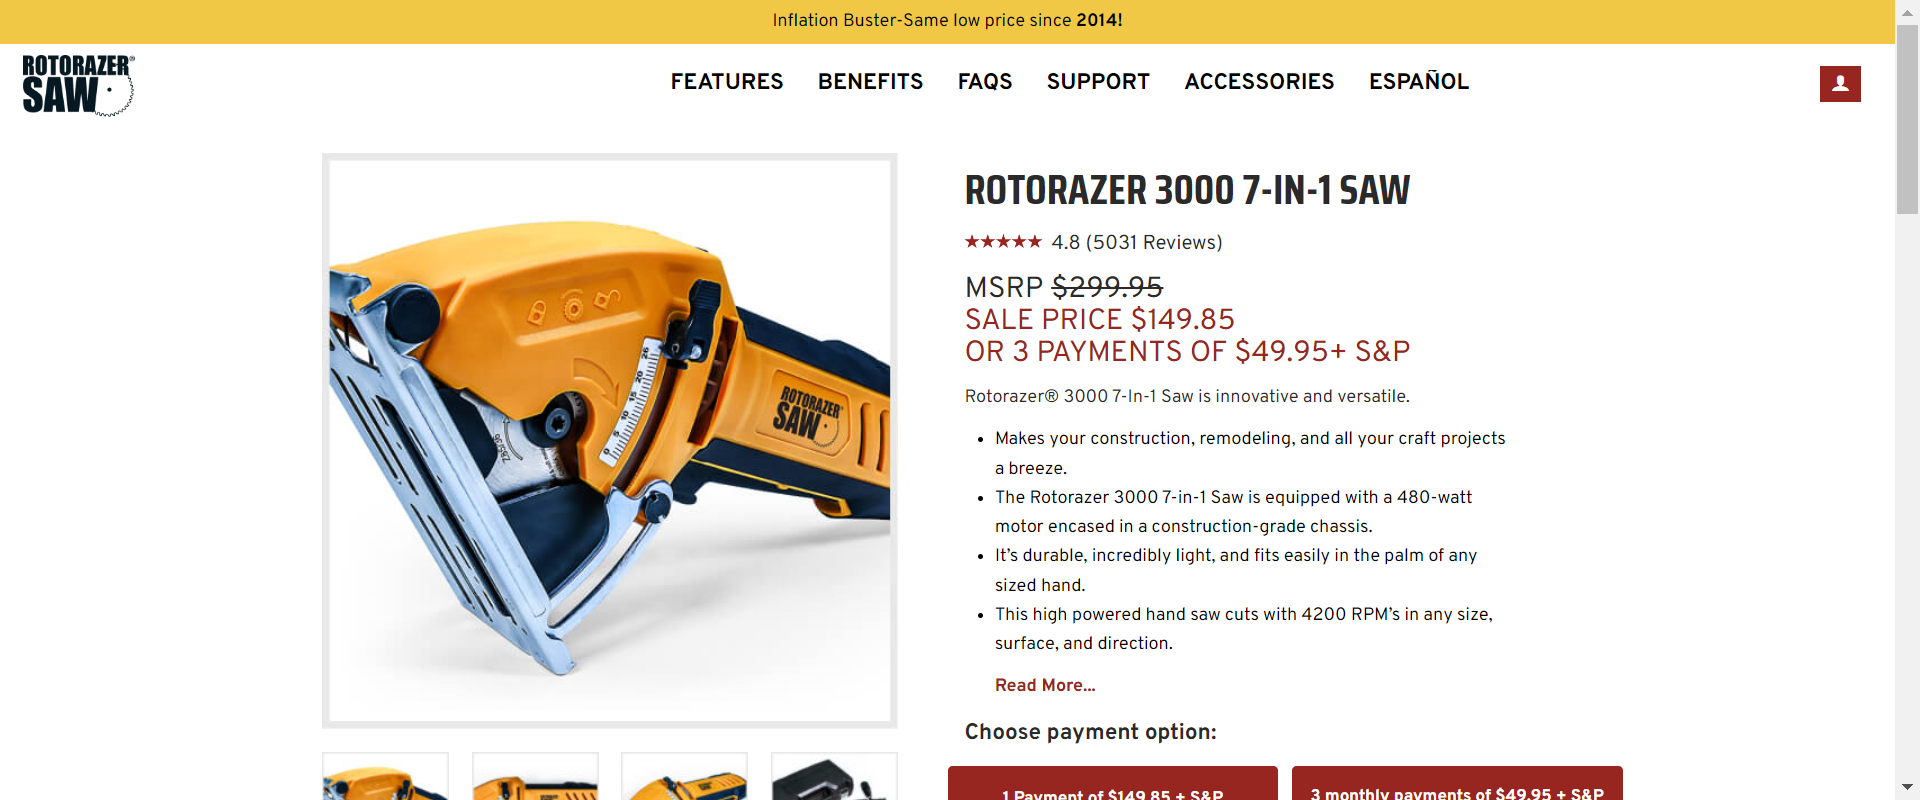 Inflation Buster-Same low price since 2014!
ROTORAZER®
SAW
FEATURES BENEFITS FAQS SUPPORT ACCESSORIES ESPAÑOL
ROTORAZER 3000 7-IN-1 SAW
4.8 (5031 Reviews)
MSRP $299.95
SALE PRICE $149.85
OR 3 PAYMENTS OF $49.95+ S&P
Rotorazer® 3000 7-In-1 Saw is innovative and versatile.
Makes your construction, remodeling, and all your craft projects
a breeze.
The Rotorazer 3000 7-in-1 Saw is equipped with a 480-watt
motor encased in a construction-grade chassis.
It's durable, incredibly light, and fits easily in the palm of any
sized hand.
This high powered hand saw cuts with 4200 RPM's in any size,
surface, and direction.
Read More...
Choose payment option:
1 Payment of $149.85 + S&P
3 monthly payments of $49.95 + S&P
ROTORAZER
SAW
26
20
15
10
5
0